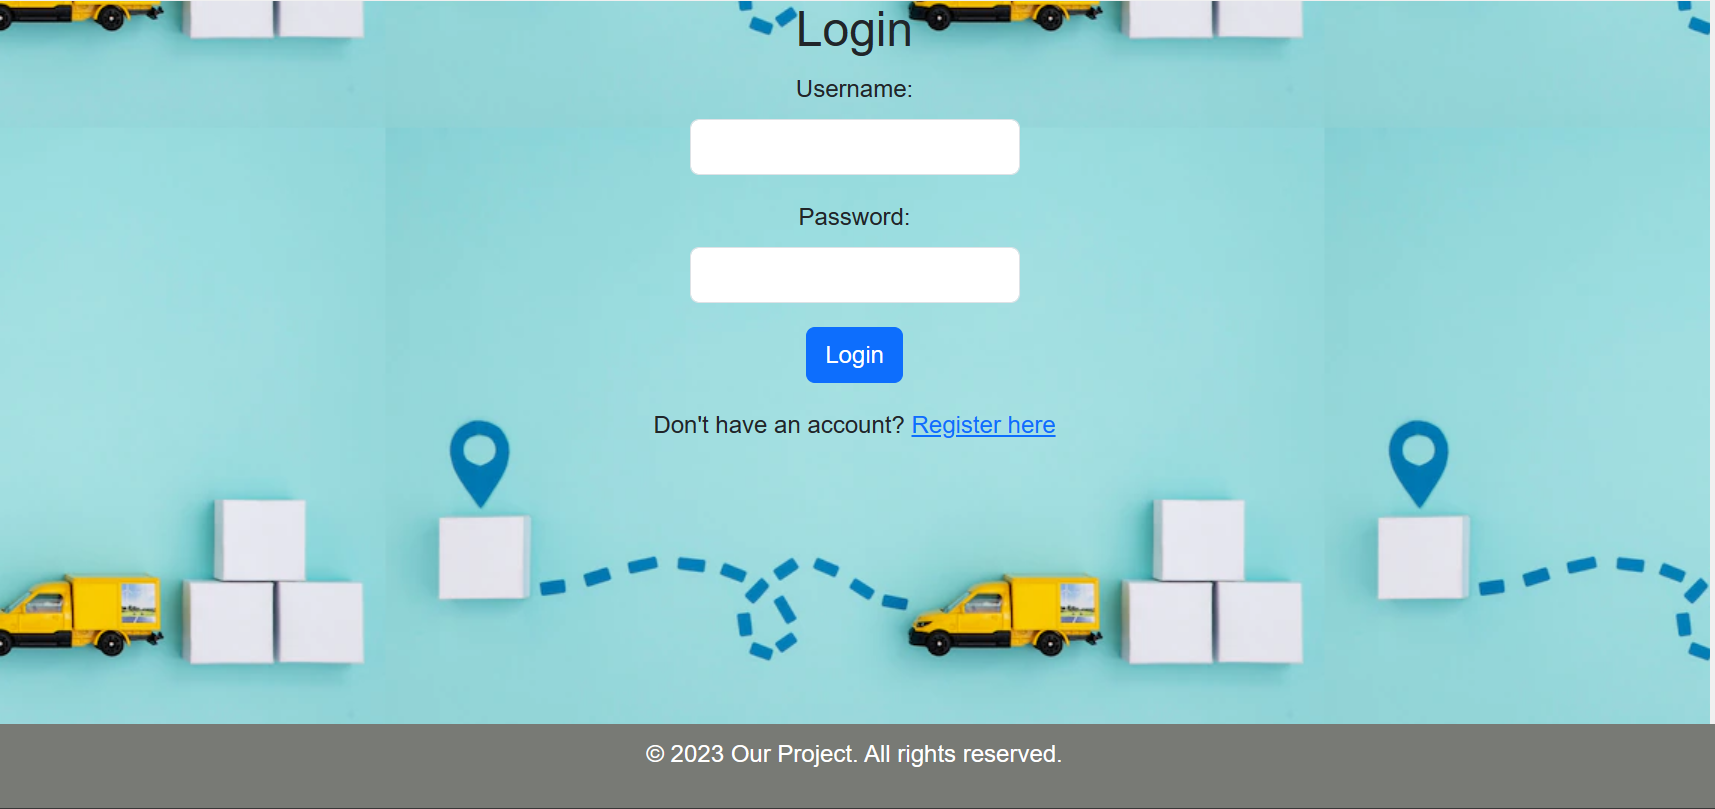 Login
Username:
Password:
Login
Don't have an account? Register here
© 2023 Our Project. All rights reserved.